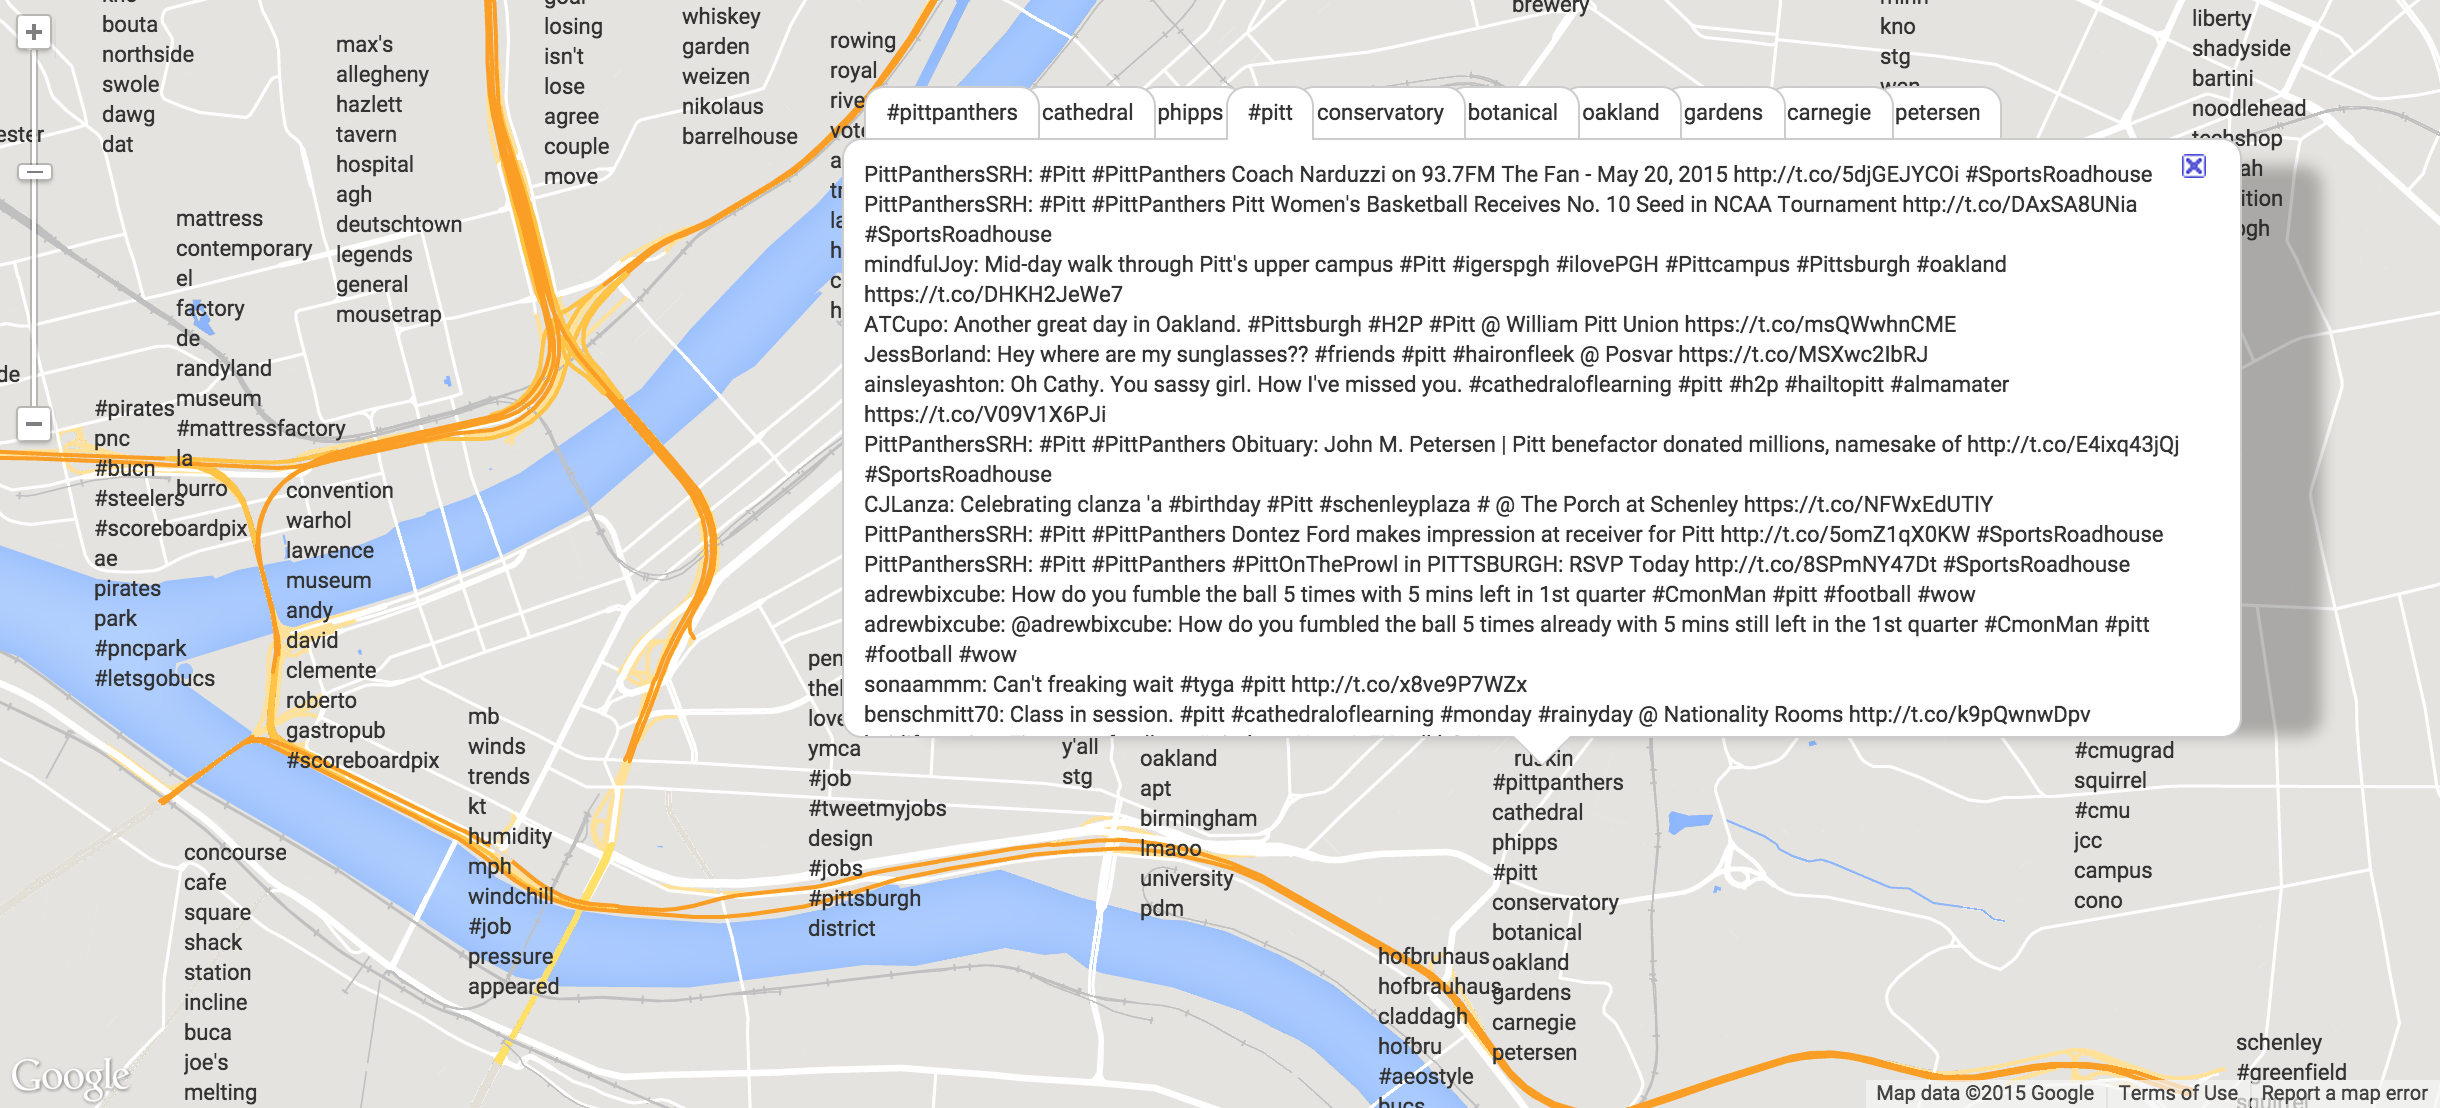 bouta
northside
swole
dawg
dat
max's
allegheny
hazlett
tavern
hospital
agh
deutschtown
legends
general
mousetrap
losing
isn't
lose
agree
couple
move
whiskey
garden
weizen
nikolaus
barrelhouse
rowing
royal
brewery
kno
stg
liberty
shadyside
bartini
noodlehead
techshop
mattress
contemporary
el
factory
de
randyland
museum
#mattressfactory
la
burro
#pirates
pnc
#bucn
#steelers
#scoreboardpix
ae
pirates
park
#pncpark
#letsgobucs
convention
warhol
lawrence
museum
andy
david
clemente
roberto
gastropub
#scoreboardpix
#pittpanthers cathedral phipps #pitt conservatory botanical oakland gardens carnegie petersen
PittPanthersSRH: #Pitt #PittPanthers Coach Narduzzi on 93.7FM The Fan - May 20, 2015 http://t.co/5djGEJYCOi #SportsRoadhouse
PittPanthersSRH: #Pitt #PittPanthers Pitt Women's Basketball Receives No. 10 Seed in NCAA Tournament http://t.co/DAxSA8UNia
#SportsRoadhouse
mindfulJoy: Mid-day walk through Pitt's upper campus #Pitt #igerspgh #ilovePGH #Pittcampus #Pittsburgh #oakland
https://t.co/DHKH2JeWe7
ATCupo: Another great day in Oakland. #Pittsburgh #H2P #Pitt @ William Pitt Union https://t.co/msQWwhnCME
JessBorland: Hey where are my sunglasses?? #friends #pitt #haironfleek @ Posvar https://t.co/MSXwc2IbRJ
ainsleyashton: Oh Cathy. You sassy girl. How I've missed you. #cathedraloflearning #pitt #h2p #hailtopitt #almamater
https://t.co/V09V1X6PJi
PittPanthersSRH: #Pitt #PittPanthers Obituary: John M. Petersen | Pitt benefactor donated millions, namesake of http://t.co/E4ixq43jQj
#SportsRoadhouse
CJLanza: Celebrating clanza 'a #birthday #Pitt #schenleyplaza # @ The Porch at Schenley https://t.co/NFWxEdUTIY
PittPanthersSRH: #Pitt #PittPanthers Dontez Ford makes impression at receiver for Pitt http://t.co/5omZ1qX0KW #SportsRoadhouse
PittPanthersSRH: #Pitt #PittPanthers #PittOnTheProwl in PITTSBURGH: RSVP Today http://t.co/8SPmNY47Dt #SportsRoadhouse
adrewbixcube: How do you fumble the ball 5 times with 5 mins left in 1st quarter #CmonMan #pitt #football #wow
adrewbixcube: @adrewbixcube: How do you fumbled the ball 5 times already with 5 mins still left in the 1st quarter #CmonMan #pitt
#football #wow
sonaammm: Can't freaking wait #tyga #pitt http://t.co/x8ve9P7WZx
benschmitt70: Class in session. #pitt #cathedraloflearning #monday #rainyday @ Nationality Rooms http://t.co/k9pQwnwDpv
mb
winds
trends
kt
humidity
mph
windchill
#job
pressure
appeared
ymca
#job
#tweetmyjobs
design
#jobs
#pittsburgh
district
y'all
stg
oakland
apt
birmingham
lmaoo
university
pdm
ruskin
#pittpanthers
cathedral
phipps
#pitt
conservatory
botanical
oakland
gardens
carnegie
petersen
hofbruhaus
hofbrauhaus
claddagh
hofbru
#aeostyle
bucs
#cmugrad
squirrel
#cmu
jcc
campus
cono
concourse
cafe
square
shack
station
incline
buca
joe's
melting
schenley
#greenfield
squirrel
Google
Map data ©2015 Google Terms of Use Report a map error